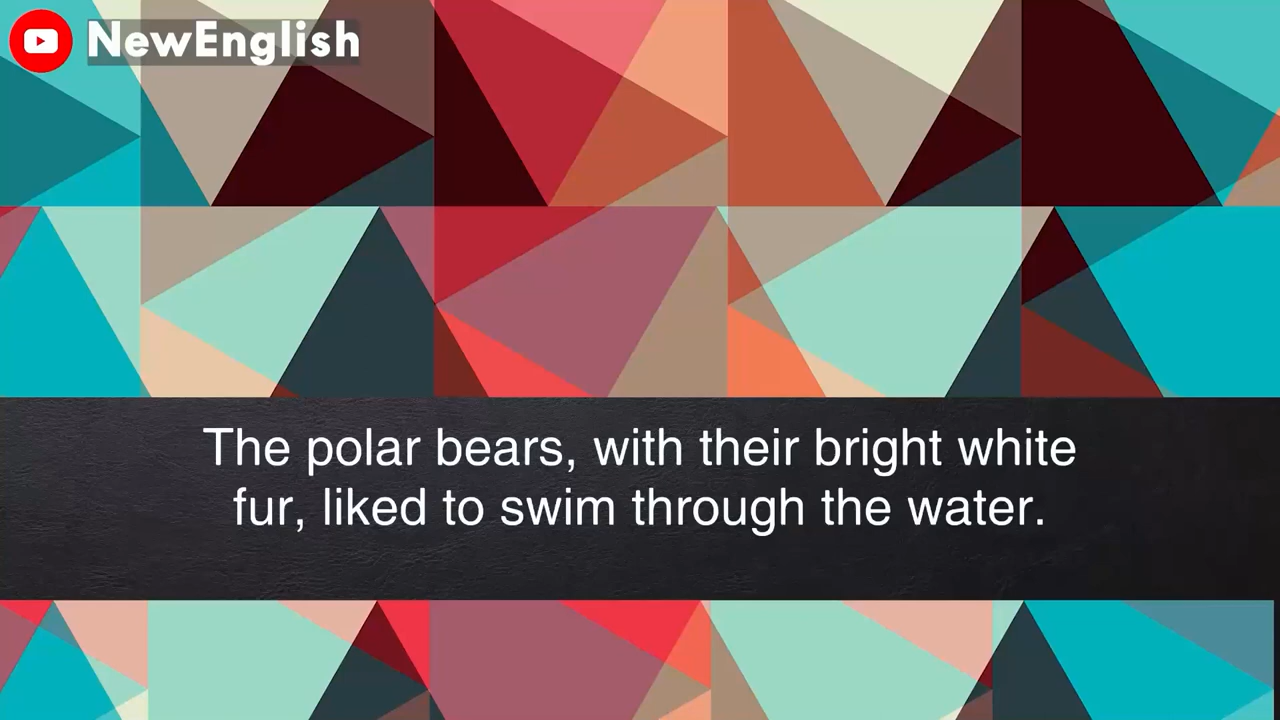 NewEnglish
The polar bears, with their bright white
fur, liked to swim through the water.